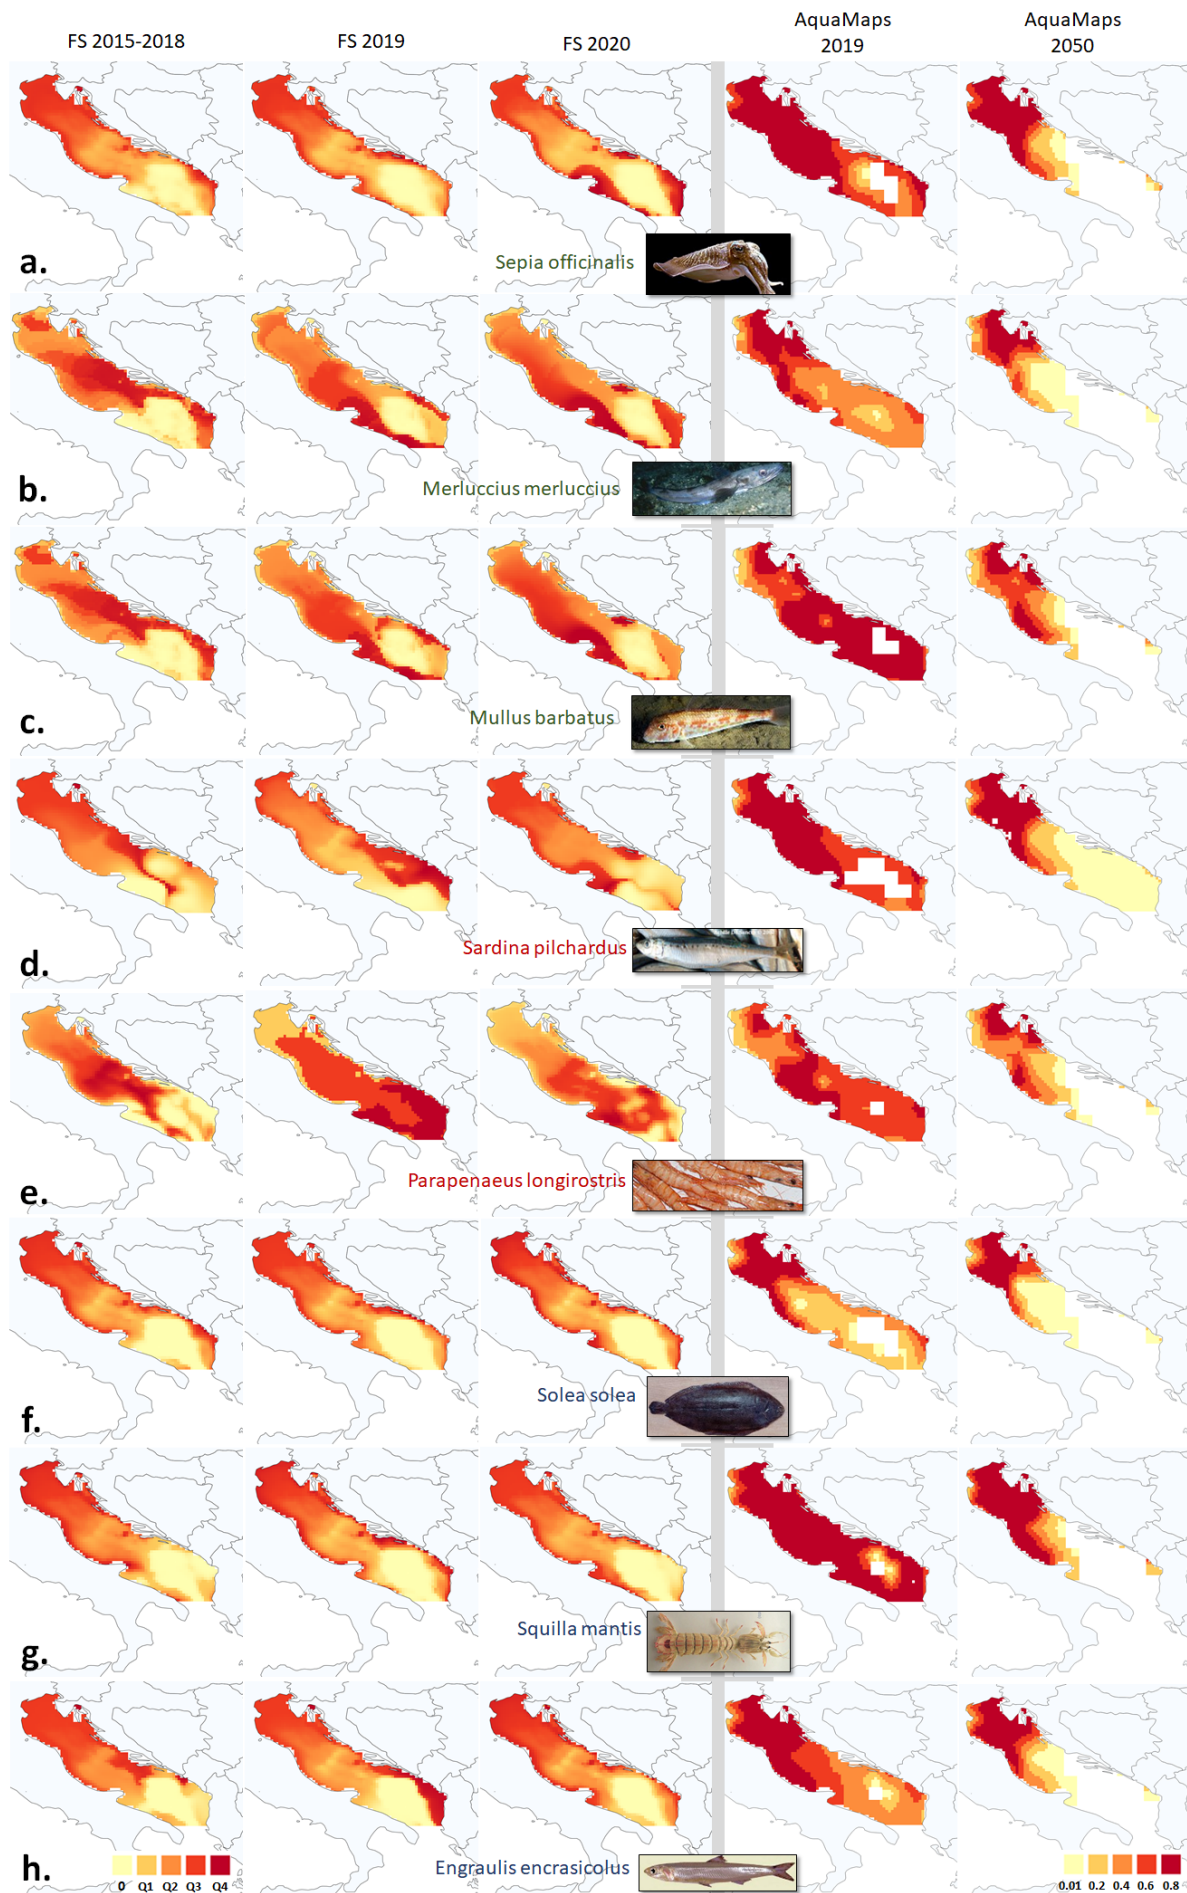 FS 2015-2018
FS 2019
FS 2020
AquaMaps
2019
AquaMaps
2050
a.
Sepia officinalis
b.
Merluccius merluccius
c.
Mullus barbatus
d.
Sardina pilchardus
e.
Parapenaeus longirostris
f.
Solea solea
g.
Squilla mantis
h.
Engraulis encrasicolus
0 Q1 Q2 Q3 Q4
0.01 0.2 0.4 0.6 0.8